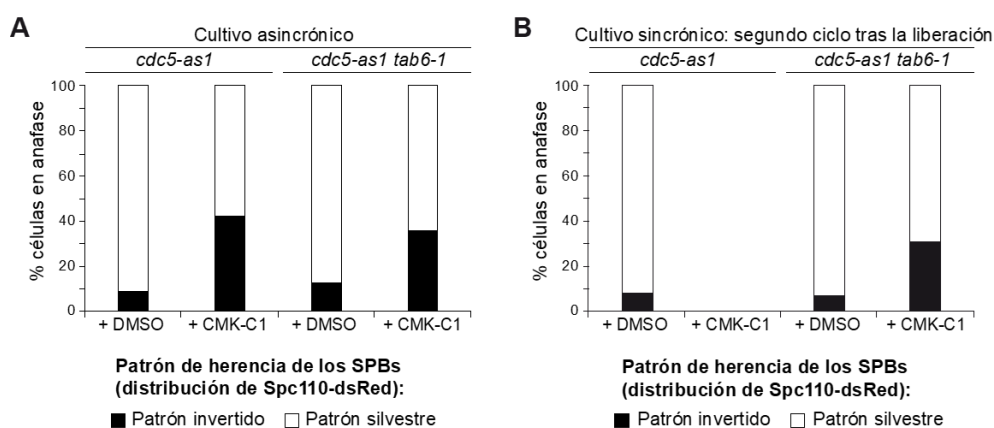 A
Cultivo asincrónico
cdc5-as1
cdc5-as1 tab6-1
% células en anafase
100
80
60
40
20
0
+ DMSO
+ CMK-C1
+ DMSO
+ CMK-C1
Patrón de herencia de los SPBs
(distribución de Spc110-dsRed):
Patrón invertido
Patrón silvestre
B
Cultivo sincrónico: segundo ciclo tras la liberación
cdc5-as1
cdc5-as1 tab6-1
% células en anafase
100
80
60
40
20
0
+ DMSO
+ CMK-C1
+ DMSO
+ CMK-C1
Patrón de herencia de los SPBs
(distribución de Spc110-dsRed):
Patrón invertido
Patrón silvestre